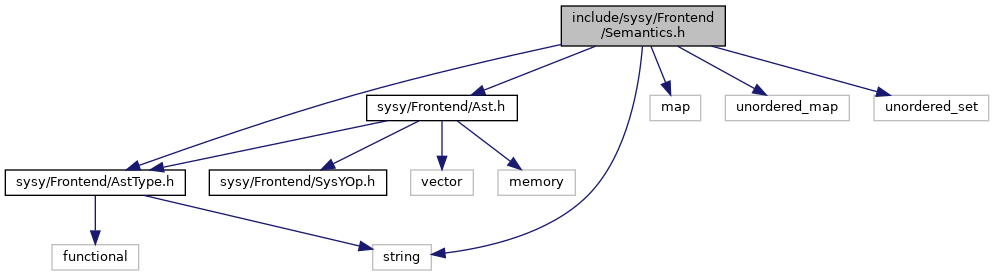 include/sysy/Frontend
/Semantics.h
sysy/Frontend/Ast.h
map
unordered_map
unordered_set
sysy/Frontend/AstType.h
sysy/Frontend/SysYOp.h
vector
memory
functional
string